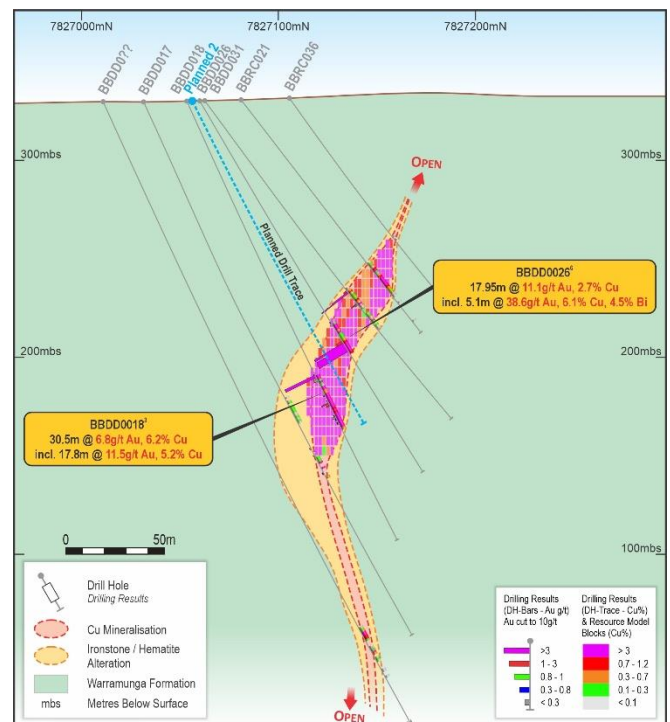 7827000mN
7827100mN
7827200mN
BBDD0??
BBDD017
BBDD018
Planned 2
BBDD026
BBDD031
BBRC021
BBRC036
300mbs
300mbs
OPEN
Planned Drill Trace
BBDD0026⁶
17.95m @ 11.1g/t Au, 2.7% Cu
incl. 5.1m @ 38.6g/t Au, 6.1% Cu, 4.5% Bi
200mbs
200mbs
BBDD0018³
30.5m @ 6.8g/t Au, 6.2% Cu
incl. 17.8m @ 11.5g/t Au, 5.2% Cu
0
50m
100mbs
Drill Hole
Drilling Results
Cu Mineralisation
Ironstone / Hematite
Alteration
Warramunga Formation
mbs
Metres Below Surface
Drilling Results
(DH-Bars - Au g/t)
Au cut to 10g/t
>3
1 - 3
0.8 - 1
0.3 - 0.8
< 0.3
Drilling Results
(DH-Trace - Cu%)
& Resource Model
Blocks (Cu%)
> 3
0.7 - 1.2
0.3 - 0.7
0.1 - 0.3
< 0.1
OPEN